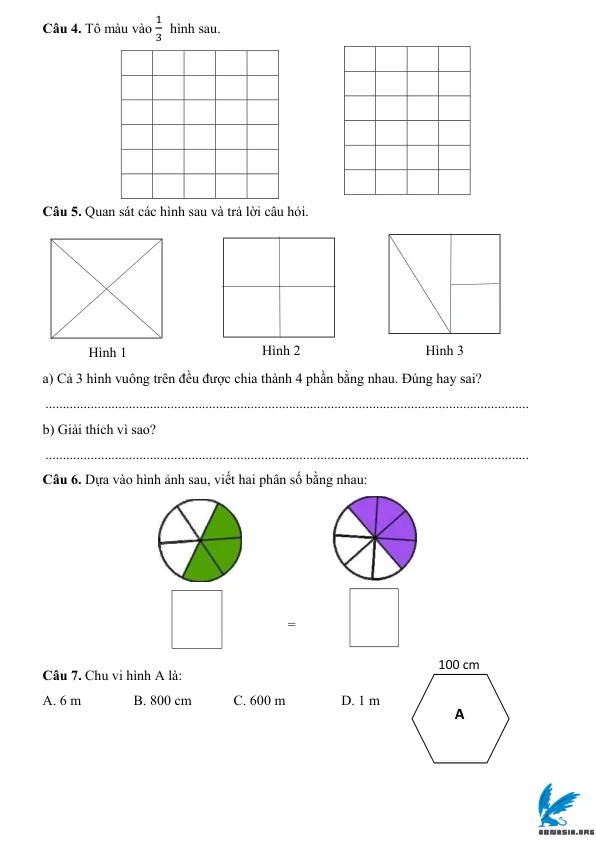 Câu 4. Tô màu vào 1/3 hình sau.
Câu 5. Quan sát các hình sau và trả lời câu hỏi.
Hình 1 Hình 2 Hình 3
a) Cả 3 hình vuông trên đều được chia thành 4 phần bằng nhau. Đúng hay sai?
b) Giải thích vì sao?
Câu 6. Dựa vào hình ảnh sau, viết hai phân số bằng nhau:
=
100 cm
Câu 7. Chu vi hình A là:
A. 6 m B. 800 cm C. 600 m D. 1 m
A
ABNASIA.ORG